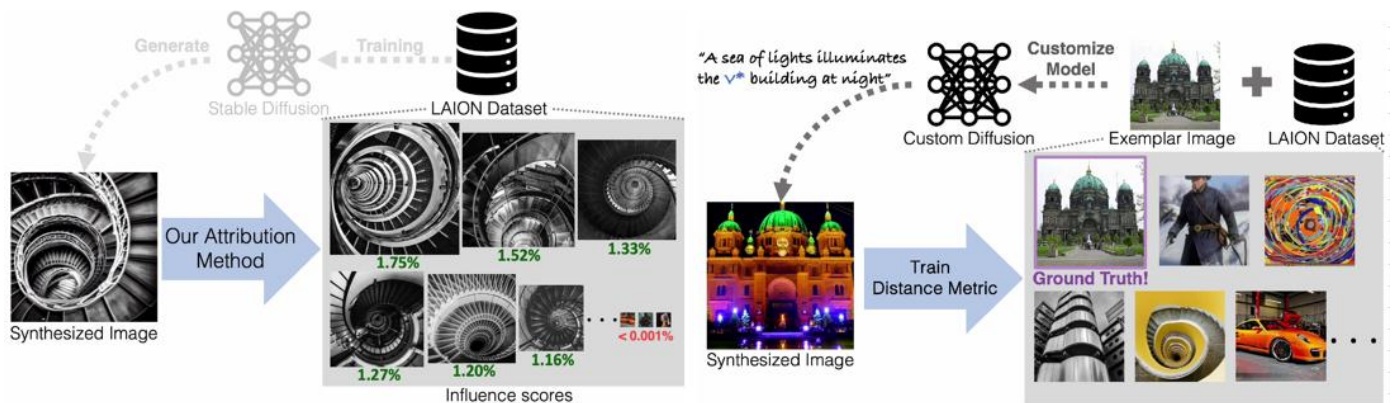 Generate
Training
Stable Diffusion
LAION Dataset
Synthesized Image
Our Attribution
Method
1.75%
1.52%
1.33%
1.27%
1.20%
1.16%
< 0.001%
Influence scores
"A sea of lights illuminates
the V* building at night"
Customize
Model
Custom Diffusion
Exemplar Image
LAION Dataset
Synthesized Image
Train
Distance Metric
Ground Truth!